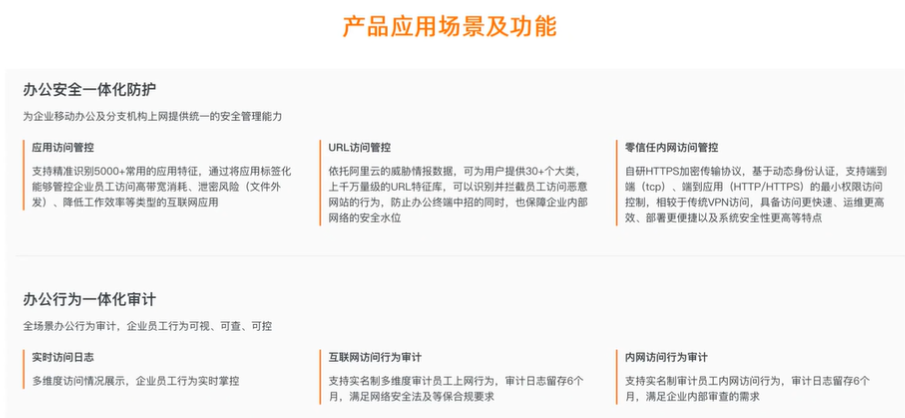 产品应用场景及功能
办公安全一体化防护
为企业移动办公及分支机构上网提供统一的安全管理能力
应用访问管控
支持精准识别5000+常用的应用特征，通过将应用标签化
能够管控企业员工访问高带宽消耗、泄密风险（文件外
发）、降低工作效率等类型的互联网应用
URL访问管控
依托阿里云的威胁情报数据，可为用户提供30+个大类，
上千万量级的URL特征库，可以识别并拦截员工访问恶意
网站的行为，防止办公终端中招的同时，也保障企业内部
网络的安全水位
零信任内网访问管控
自研HTTPS加密传输协议，基于动态身份认证，支持端到
端（tcp）、端到应用（HTTP/HTTPS）的最小权限访问
控制，相较于传统VPN访问，具备访问更快速、运维更高
效、部署更便捷以及系统安全性更高等特点
办公行为一体化审计
全场景办公行为审计，企业员工行为可视、可查、可控
实时访问日志
多维度访问情况展示，企业员工行为实时掌控
互联网访问行为审计
支持实名制多维度审计员工上网行为，审计日志留存6个
月，满足网络安全法及等保合规要求
内网访问行为审计
支持实名制审计员工内网访问行为，审计日志留存6个
月，满足企业内部审查的需求